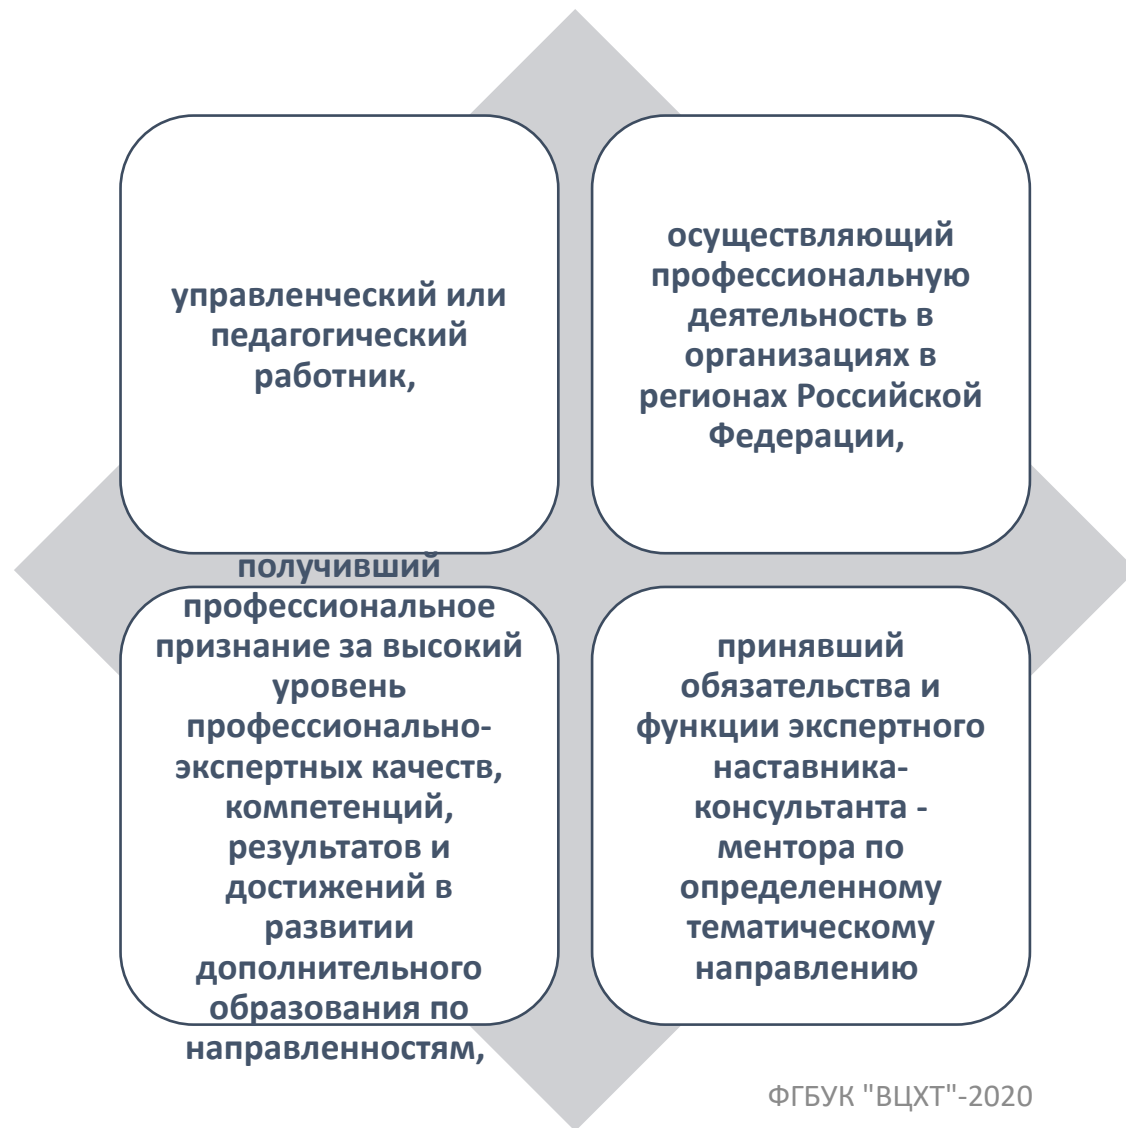 управленческий или
педагогический
работник,
осуществляющий
профессиональную
деятельность в
организациях в
регионах Российской
Федерации,
получивший
профессиональное
признание за высокий
уровень
профессионально-
экспертных качеств,
компетенций,
результатов и
достижений в
развитии
дополнительного
образования по
направленностям,
принявший
обязательства и
функции экспертного
наставника-
консультанта -
ментора по
определенному
тематическому
направлению
ФГБУК "ВЦХТ"-2020